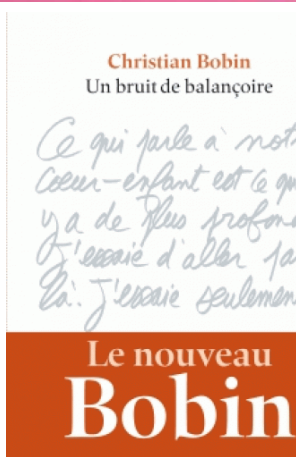 Christian Bobin
Un bruit de balançoire
Ce qui parle à not
cœur-enfant est ce q
y a de plus profon
J'essaie d'aller pa
là. J'essaie seulemen
Le nouveau
Bobin